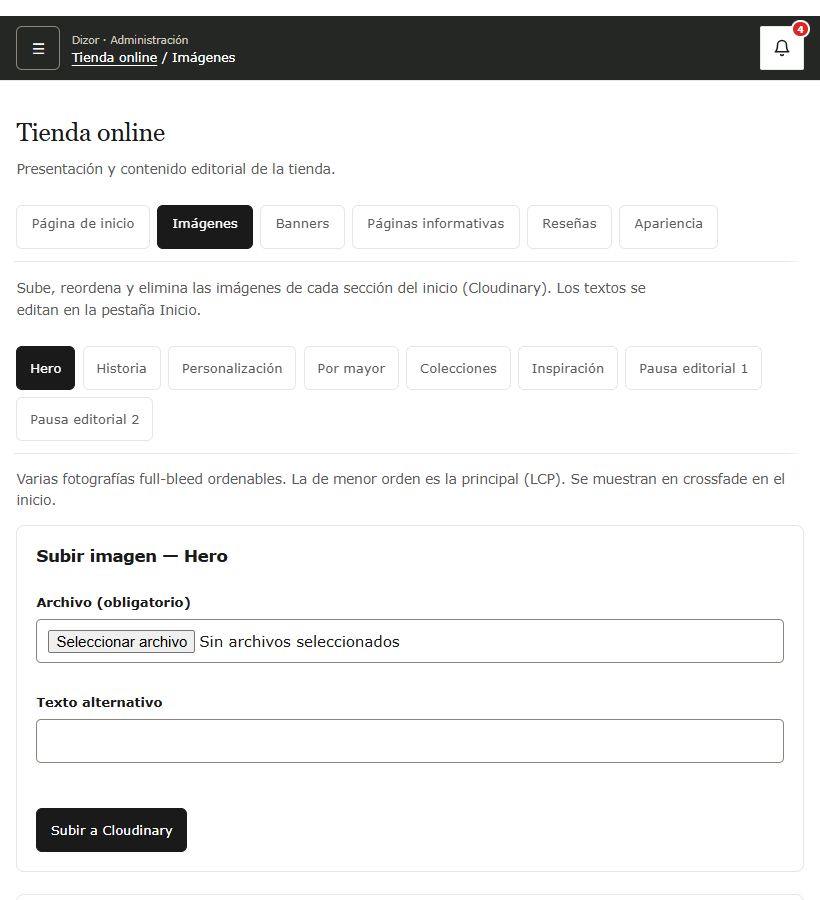 4
☰
Dizor · Administración
Tienda online / Imágenes
Tienda online
Presentación y contenido editorial de la tienda.
Página de inicio
Imágenes
Banners
Páginas informativas
Reseñas
Apariencia
Sube, reordena y elimina las imágenes de cada sección del inicio (Cloudinary). Los textos se
editan en la pestaña Inicio.
Hero
Historia
Personalización
Por mayor
Colecciones
Inspiración
Pausa editorial 1
Pausa editorial 2
Varias fotografías full-bleed ordenables. La de menor orden es la principal (LCP). Se muestran en crossfade en el
inicio.
Subir imagen — Hero
Archivo (obligatorio)
Seleccionar archivo Sin archivos seleccionados
Texto alternativo
Subir a Cloudinary